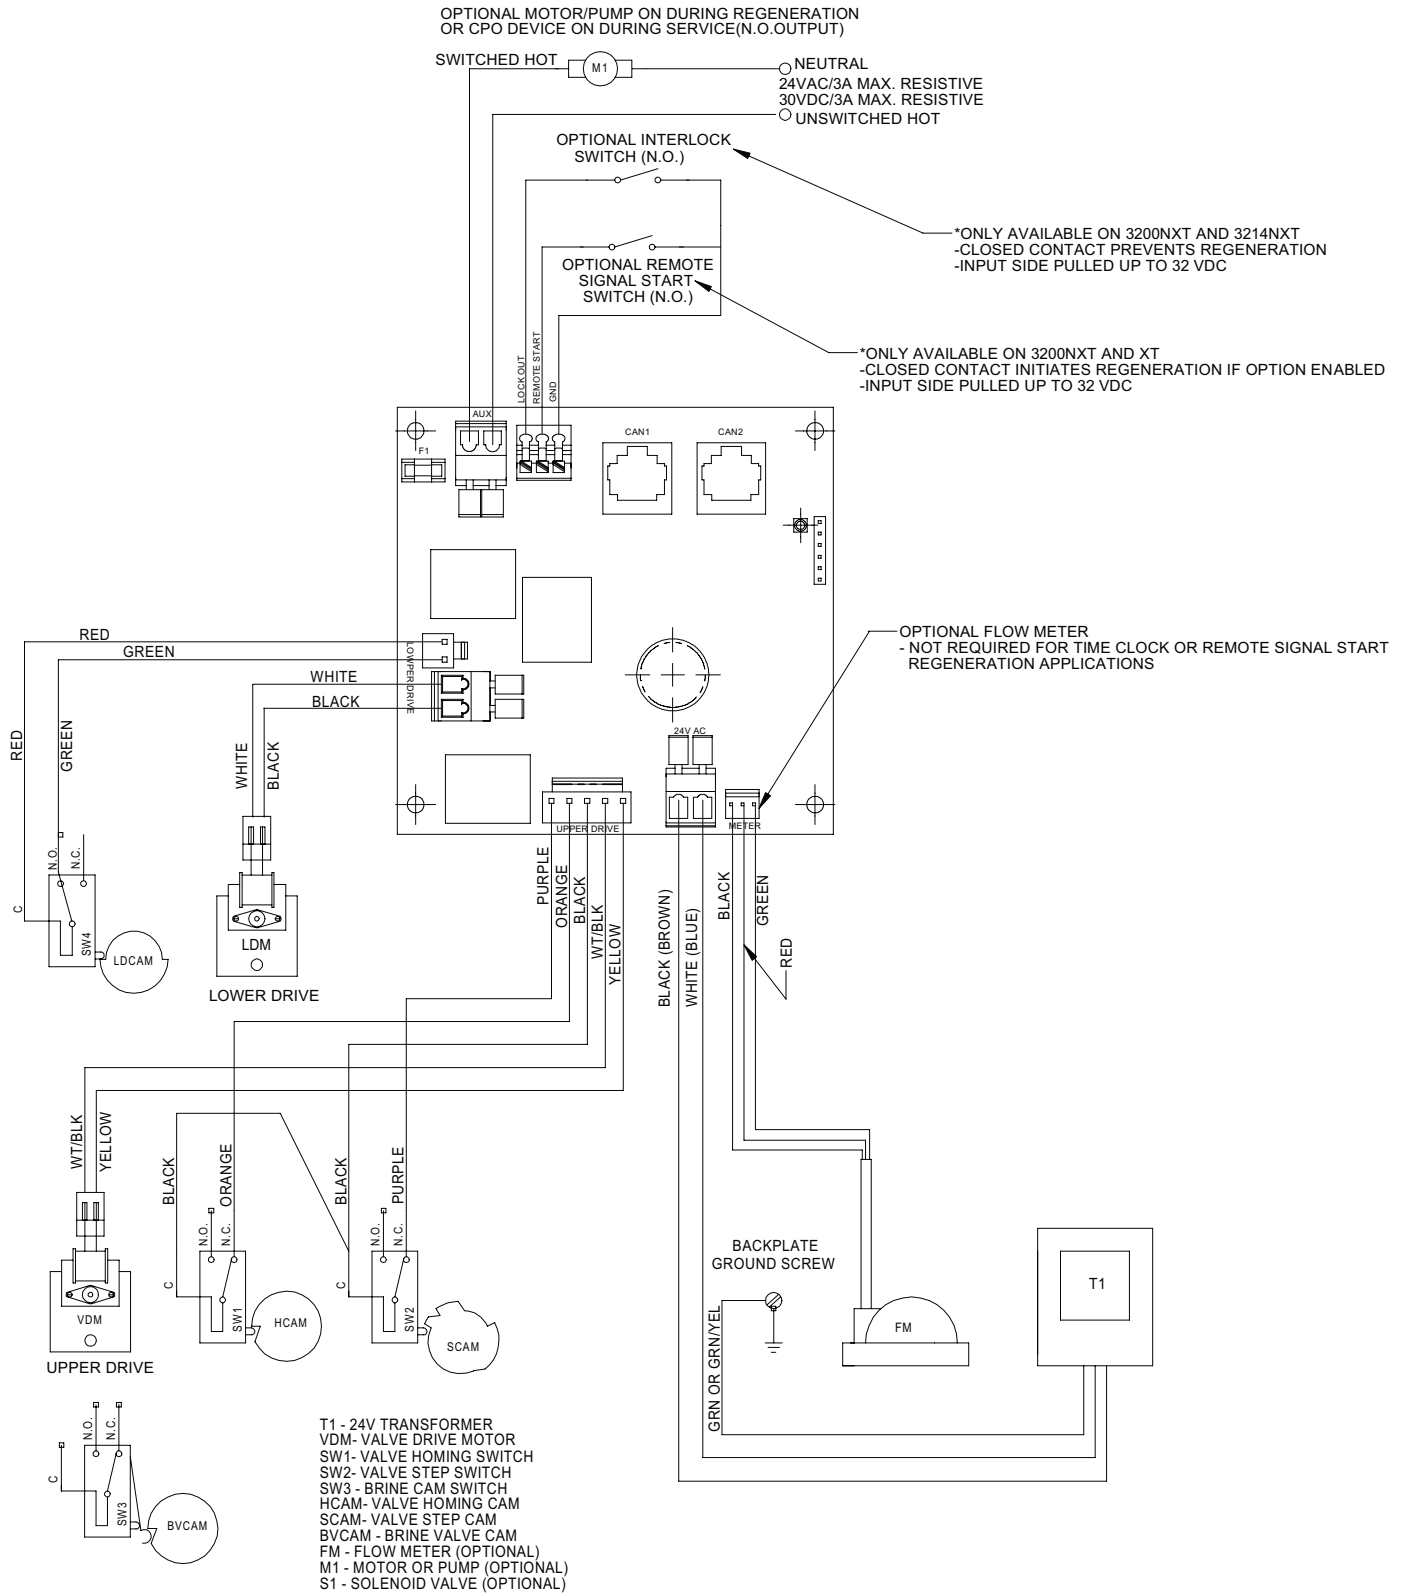 OPTIONAL MOTOR/PUMP ON DURING REGENERATION
OR CPO DEVICE ON DURING SERVICE(N.O.OUTPUT)
SWITCHED HOT
M1
NEUTRAL
24VAC/3A MAX. RESISTIVE
30VDC/3A MAX. RESISTIVE
UNSWITCHED HOT
OPTIONAL INTERLOCK
SWITCH (N.O.)
*ONLY AVAILABLE ON 3200NXT AND 3214NXT
-CLOSED CONTACT PREVENTS REGENERATION
-INPUT SIDE PULLED UP TO 32 VDC
OPTIONAL REMOTE
SIGNAL START
SWITCH (N.O.)
*ONLY AVAILABLE ON 3200NXT AND XT
-CLOSED CONTACT INITIATES REGENERATION IF OPTION ENABLED
-INPUT SIDE PULLED UP TO 32 VDC
LOCKOUT
REMOTE START
GND
AUX
F1
CAN1
CAN2
RED
GREEN
WHITE
BLACK
LOWPER DRIVE
OPTIONAL FLOW METER
- NOT REQUIRED FOR TIME CLOCK OR REMOTE SIGNAL START
REGENERATION APPLICATIONS
24V AC
RED
GREEN
WHITE
BLACK
UPPER DRIVE
METER
N.O.
N.C.
C
SW4
LDCAM
LDM
LOWER DRIVE
PURPLE
ORANGE
BLACK
WT/BLK
YELLOW
BLACK (BROWN)
WHITE (BLUE)
BLACK
GREEN
RED
WT/BLK
YELLOW
BLACK
ORANGE
BLACK
PURPLE
N.O.
N.C.
C
SW1
HCAM
N.O.
N.C.
C
SW2
SCAM
VDM
UPPER DRIVE
BACKPLATE
GROUND SCREW
GRN OR GRN/YEL
FM
T1
N.O.
N.C.
C
SW3
BVCAM
T1 - 24V TRANSFORMER
VDM- VALVE DRIVE MOTOR
SW1- VALVE HOMING SWITCH
SW2- VALVE STEP SWITCH
SW3 - BRINE CAM SWITCH
HCAM- VALVE HOMING CAM
SCAM- VALVE STEP CAM
BVCAM - BRINE VALVE CAM
FM - FLOW METER (OPTIONAL)
M1 - MOTOR OR PUMP (OPTIONAL)
S1 - SOLENOID VALVE (OPTIONAL)